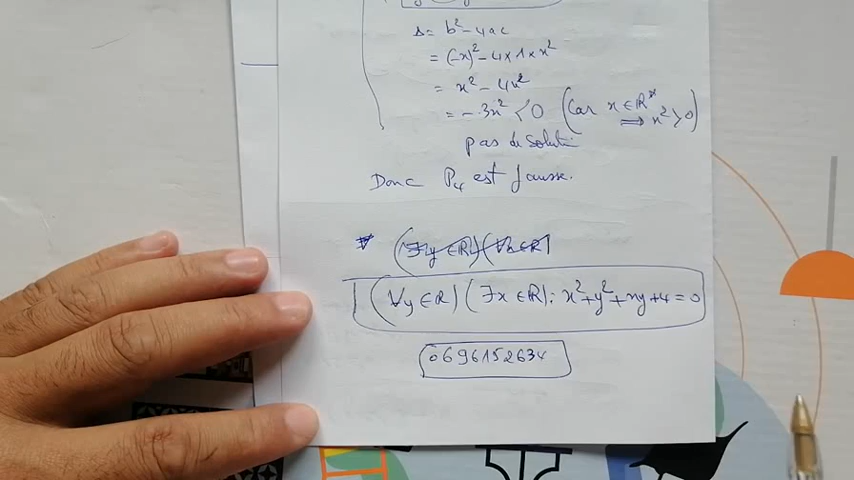 Δ = b² - 4ac
= (-x)² - 4×1×x²
= x² - 4x²
= -3x² < 0 (car x ∈ ℝ* ⟹ x² > 0)
pas de solution
Donc P₄ est fausse.
(∀y ∈ ℝ) (∃x ∈ ℝ): x² + y² + xy + 4 = 0
0696152634